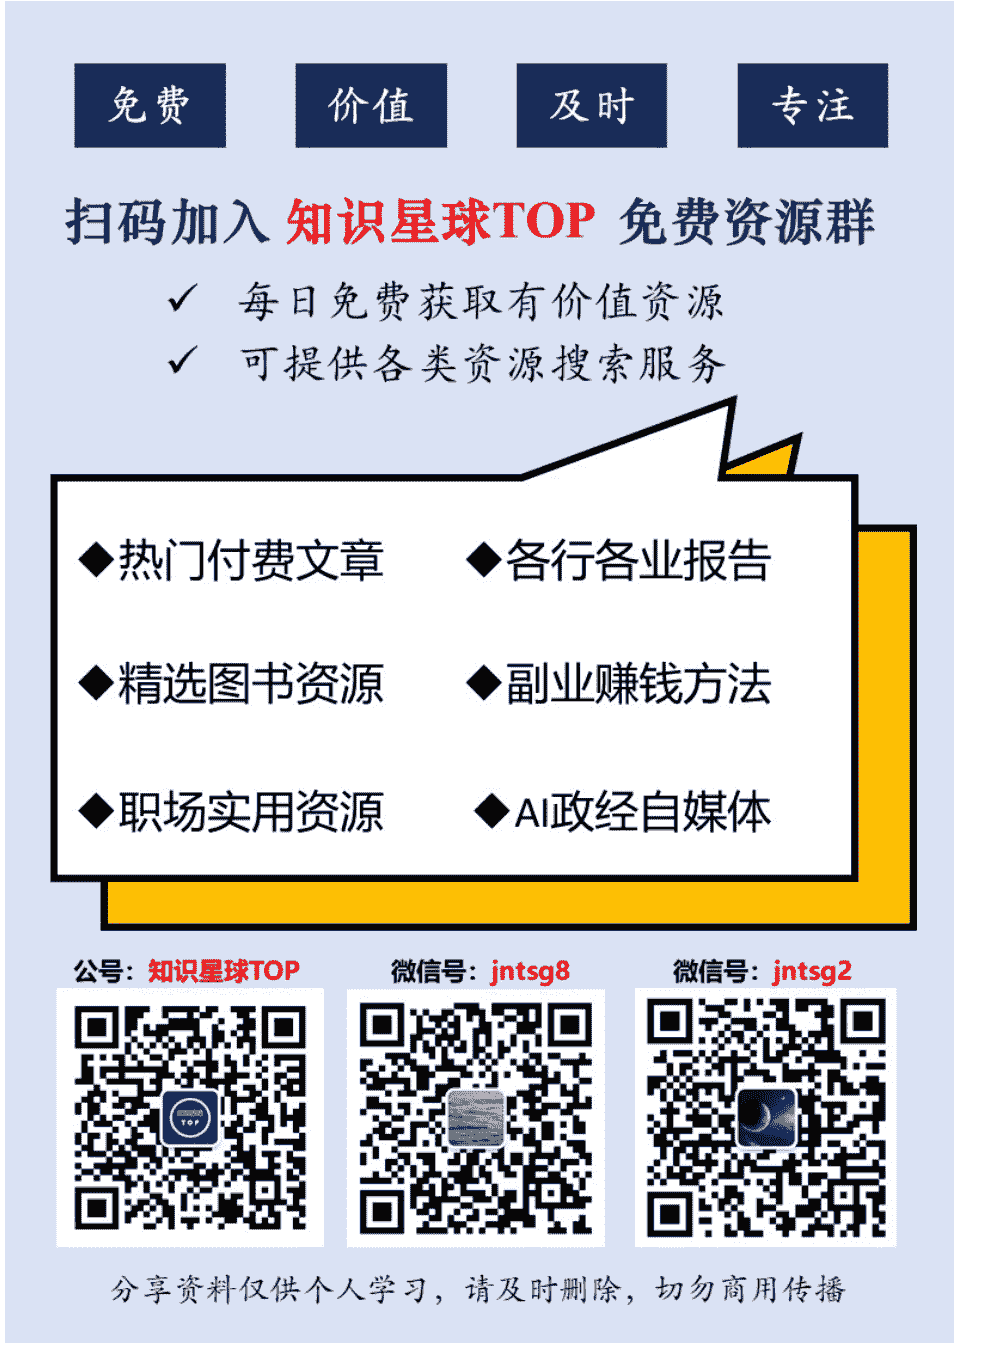 免费 价值 及时 专注
扫码加入 知识星球TOP 免费资源群
✓ 每日免费获取有价值资源
✓ 可提供各类资源搜索服务
◆热门付费文章 ◆各行各业报告
◆精选图书资源 ◆副业赚钱方法
◆职场实用资源 ◆AI政经自媒体
公号：知识星球TOP 微信号：jntsg8 微信号：jntsg2
TOP
分享资料仅供个人学习，请及时删除，切勿商用传播